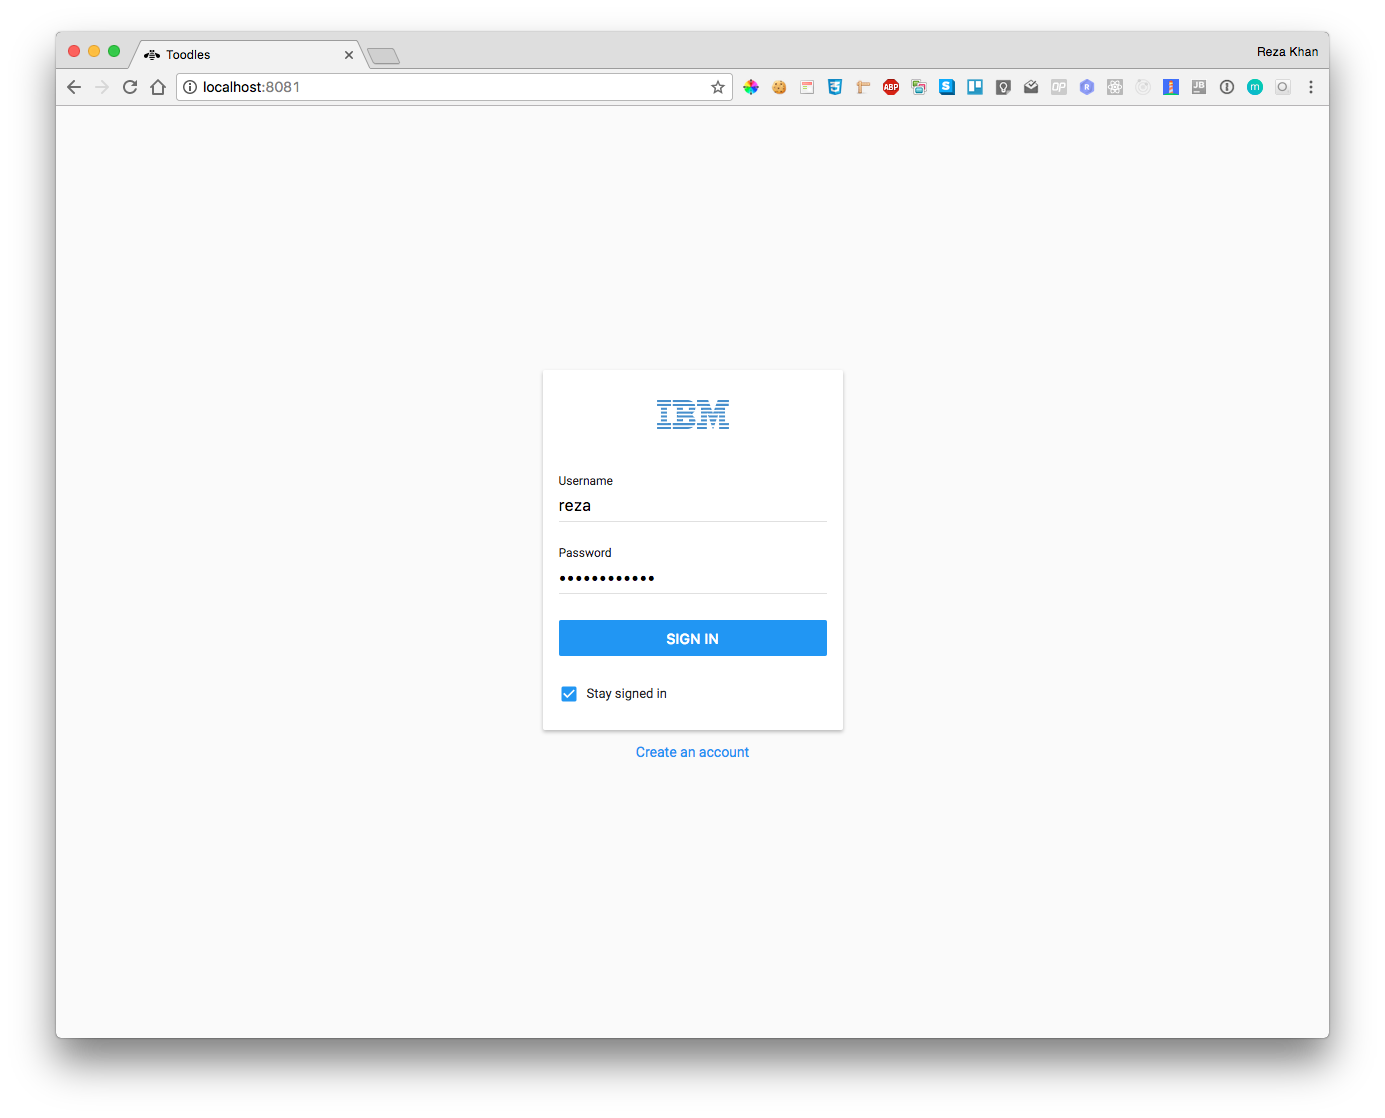 Toodles
Reza Khan
localhost:8081
IBM
Username
reza
Password
••••••••••••
SIGN IN
Stay signed in
Create an account